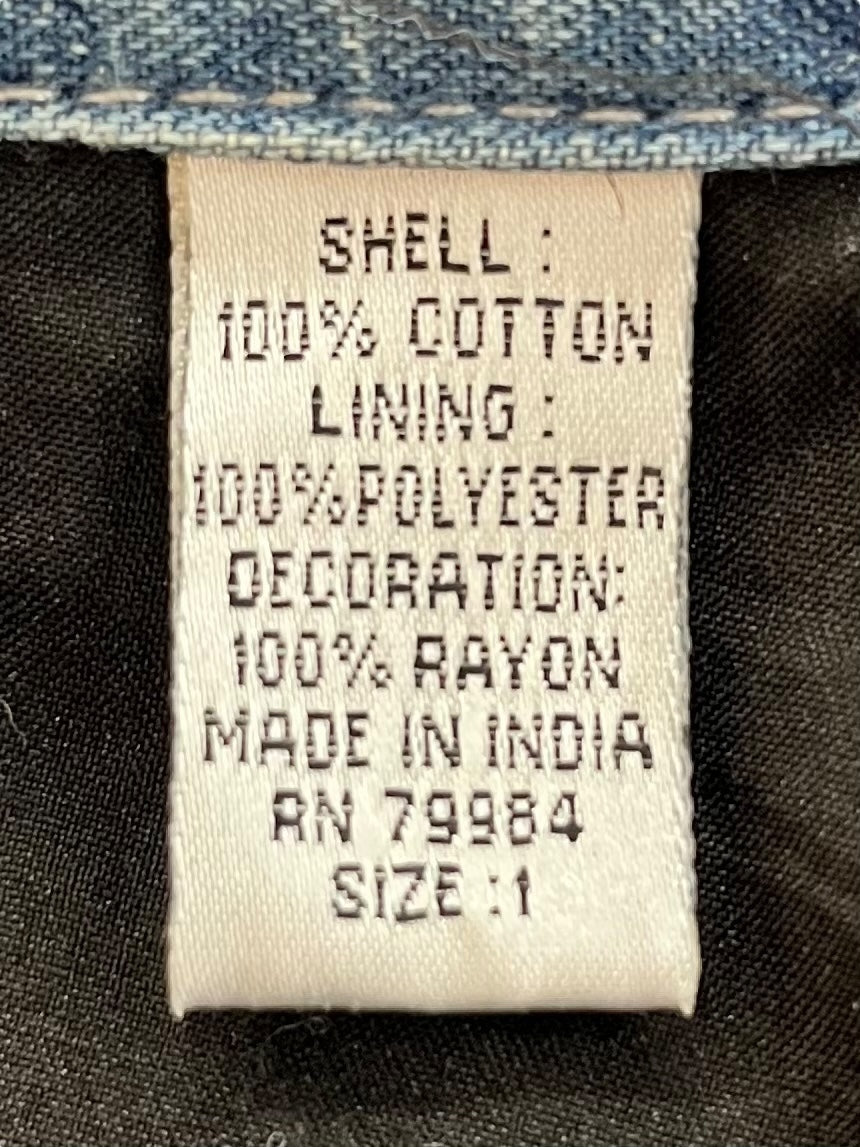 SHELL :
100% COTTON
LINING :
100%POLYESTER
DECORATION:
100% RAYON
MADE IN INDIA
RN 79984
SIZE :1